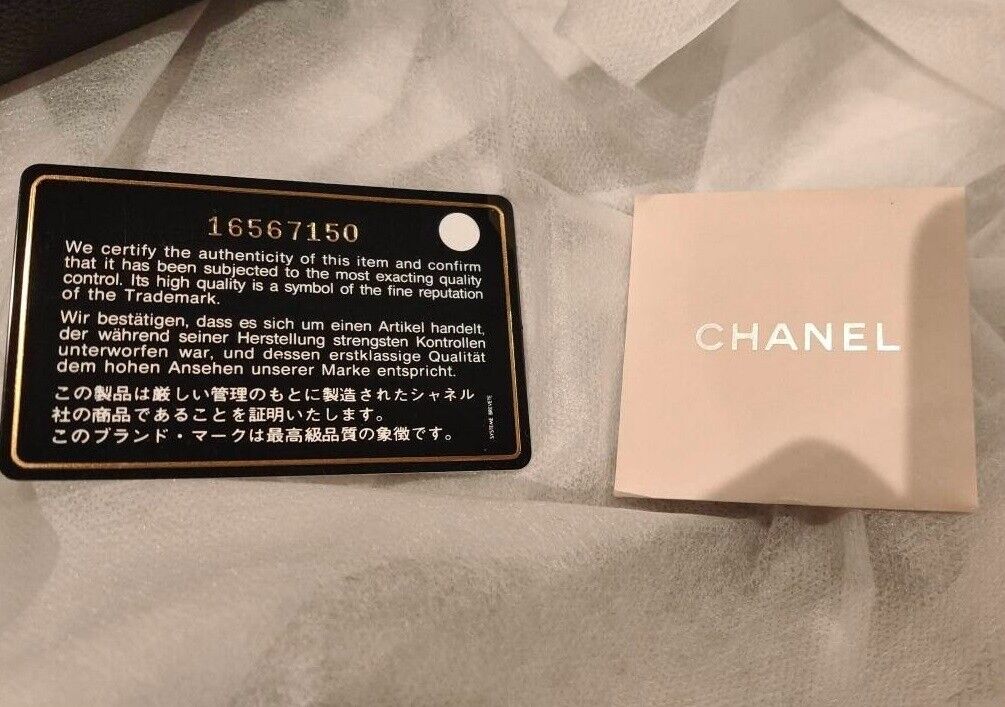 16567150
We certify the authenticity of this item and confirm
that it has been subjected to the most exacting quality
control. Its high quality is a symbol of the fine reputation
of the Trademark.
Wir bestätigen, dass es sich um einen Artikel handelt,
der während seiner Herstellung strengsten Kontrollen
unterworfen war, und dessen erstklassige Qualität
dem hohen Ansehen unserer Marke entspricht.
この製品は厳しい管理のもとに製造されたシャネル
社の商品であることを証明いたします。
このブランド・マークは最高級品質の象徴です。
SYSTEME BREVETE
CHANEL